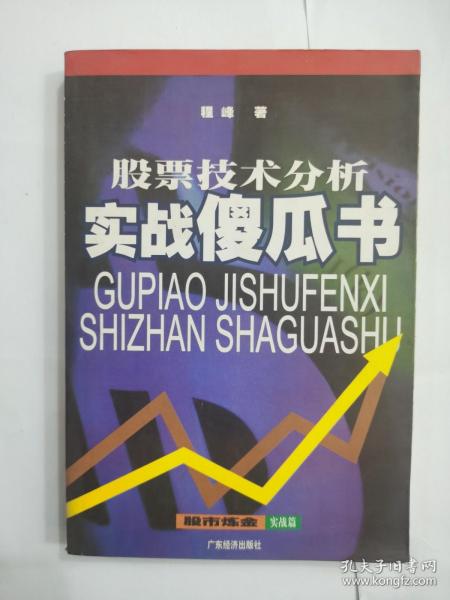 程峰 著
股票技术分析
实战傻瓜书
GUPIAO JISHUFENXI
SHIZHAN SHAGUASHU
股市炼金 实战篇
广东经济出版社
孔夫子旧书网
www.kongfz.com